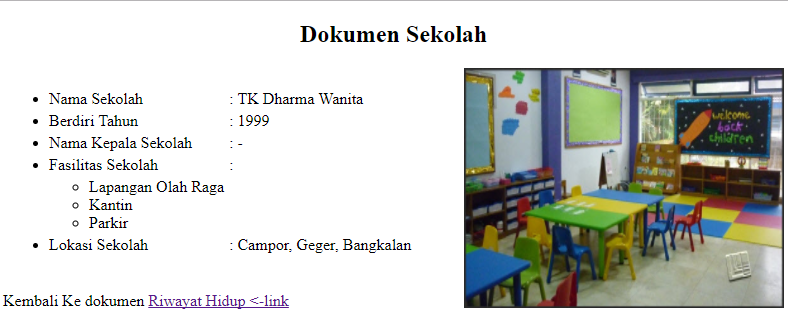 Dokumen Sekolah
Nama Sekolah : TK Dharma Wanita
Berdiri Tahun : 1999
Nama Kepala Sekolah : -
Fasilitas Sekolah :
Lapangan Olah Raga
Kantin
Parkir
Lokasi Sekolah : Campor, Geger, Bangkalan
Kembali Ke dokumen Riwayat Hidup <-link
welcome
back
children